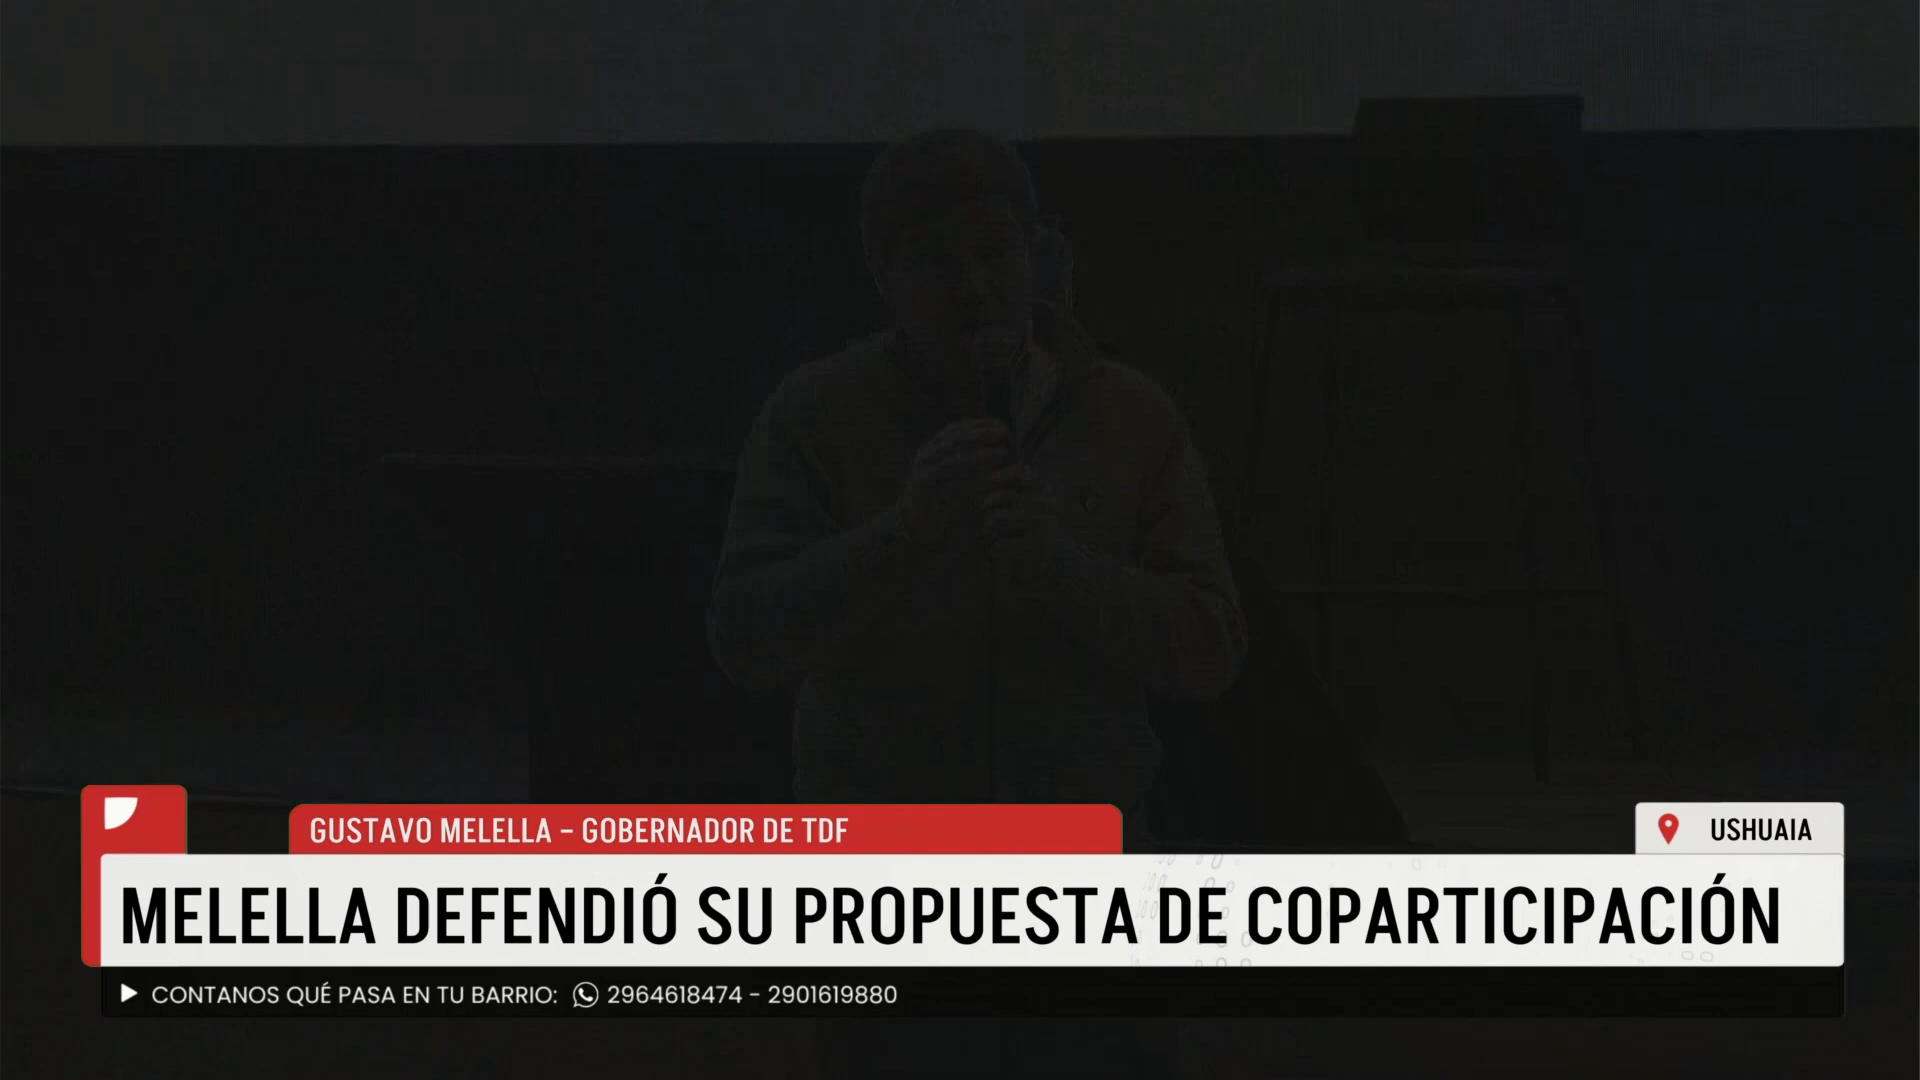 GUSTAVO MELELLA - GOBERNADOR DE TDF
USHUAIA
MELELLA DEFENDIÓ SU PROPUESTA DE COPARTICIPACIÓN
CONTANOS QUÉ PASA EN TU BARRIO: 2964618474 - 2901619880